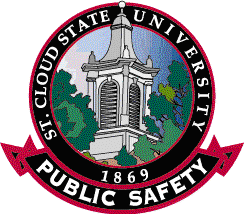 ST. CLOUD STATE UNIVERSITY
1869
PUBLIC SAFETY